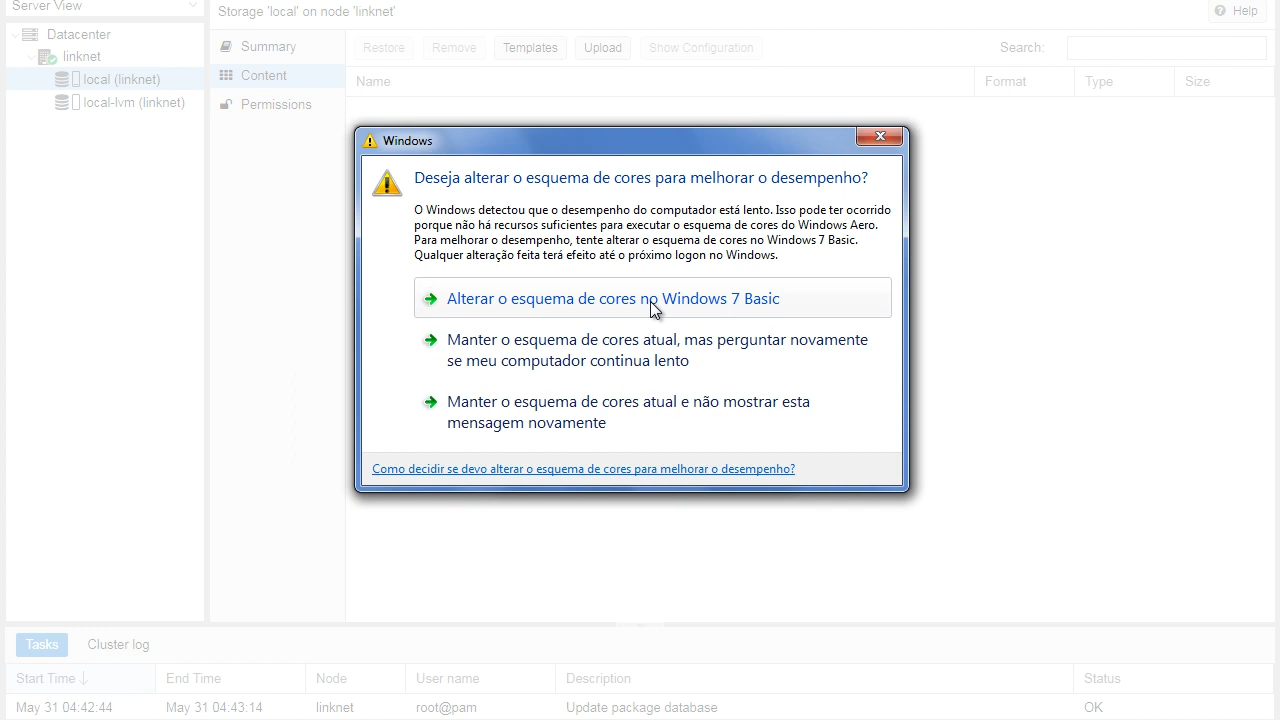 Server View
Storage 'local' on node 'linknet'
Help
Datacenter
linknet
local (linknet)
local-lvm (linknet)
Summary
Content
Permissions
Restore
Remove
Templates
Upload
Show Configuration
Search:
Name
Format
Type
Size
Windows
Deseja alterar o esquema de cores para melhorar o desempenho?
O Windows detectou que o desempenho do computador está lento. Isso pode ter ocorrido
porque não há recursos suficientes para executar o esquema de cores do Windows Aero.
Para melhorar o desempenho, tente alterar o esquema de cores no Windows 7 Basic.
Qualquer alteração feita terá efeito até o próximo logon no Windows.
Alterar o esquema de cores no Windows 7 Basic
Manter o esquema de cores atual, mas perguntar novamente
se meu computador continua lento
Manter o esquema de cores atual e não mostrar esta
mensagem novamente
Como decidir se devo alterar o esquema de cores para melhorar o desempenho?
Tasks
Cluster log
Start Time
End Time
Node
User name
Description
Status
May 31 04:42:44
May 31 04:43:14
linknet
root@pam
Update package database
OK